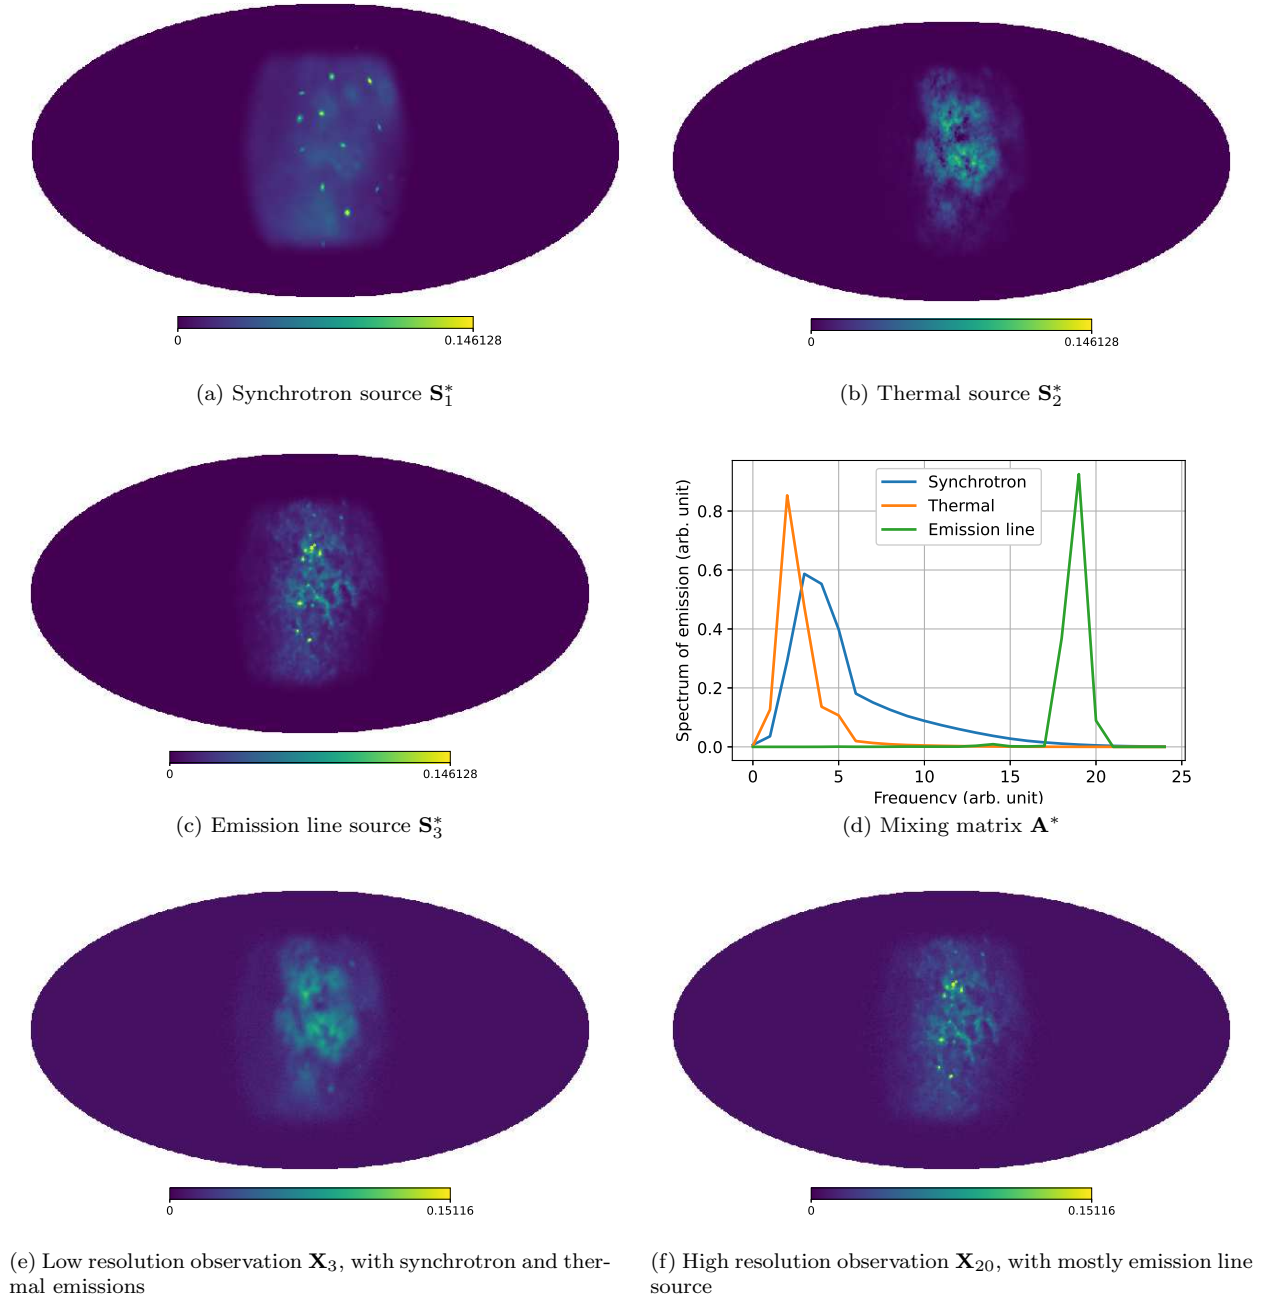 0 0.146128
0 0.146128
(a) Synchrotron source S₁*
(b) Thermal source S₂*
0 0.146128
(c) Emission line source S₃*
Spectrum of emission (arb. unit)
0.8
0.6
0.4
0.2
0.0
Synchrotron
Thermal
Emission line
0 5 10 15 20 25
Frequency (arb. unit)
(d) Mixing matrix A*
0 0.15116
0 0.15116
(e) Low resolution observation X₃, with synchrotron and ther-
mal emissions
(f) High resolution observation X₂₀, with mostly emission line
source